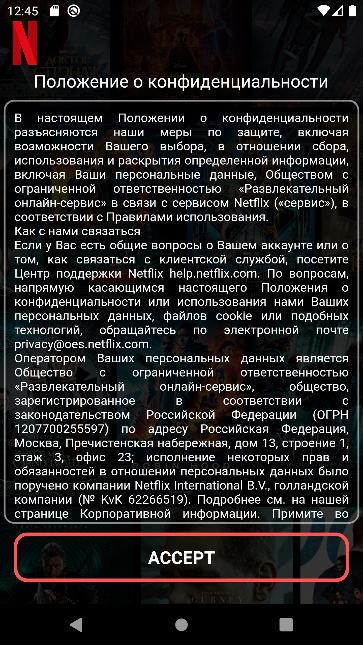 12:45
N
Положение о конфиденциальности
В настоящем Положении о конфиденциальности
разъясняются наши меры по защите, включая
возможности Вашего выбора, в отношении сбора,
использования и раскрытия определенной информации,
включая Ваши персональные данные, Обществом с
ограниченной ответственностью «Развлекательный
онлайн-сервис» в связи с сервисом Netflix («сервис»), в
соответствии с Правилами использования.
Как с нами связаться
Если у Вас есть общие вопросы о Вашем аккаунте или о
том, как связаться с клиентской службой, посетите
Центр поддержки Netflix help.netflix.com. По вопросам,
напрямую касающимся настоящего Положения о
конфиденциальности или использования нами Ваших
персональных данных, файлов cookie или подобных
технологий, обращайтесь по электронной почте
privacy@oes.netflix.com.
Оператором Ваших персональных данных является
Общество с ограниченной ответственностью
«Развлекательный онлайн-сервис», общество,
зарегистрированное в соответствии с
законодательством Российской Федерации (ОГРН
1207700255597) по адресу Российская Федерация,
Москва, Пречистенская набережная, дом 13, строение 1,
этаж 3, офис 23; исполнение некоторых прав и
обязанностей в отношении персональных данных было
поручено компании Netflix International B.V., голландской
компании (№ KvK 62266519). Подробнее см. на нашей
странице Корпоративной информации. Примите во
ACCEPT